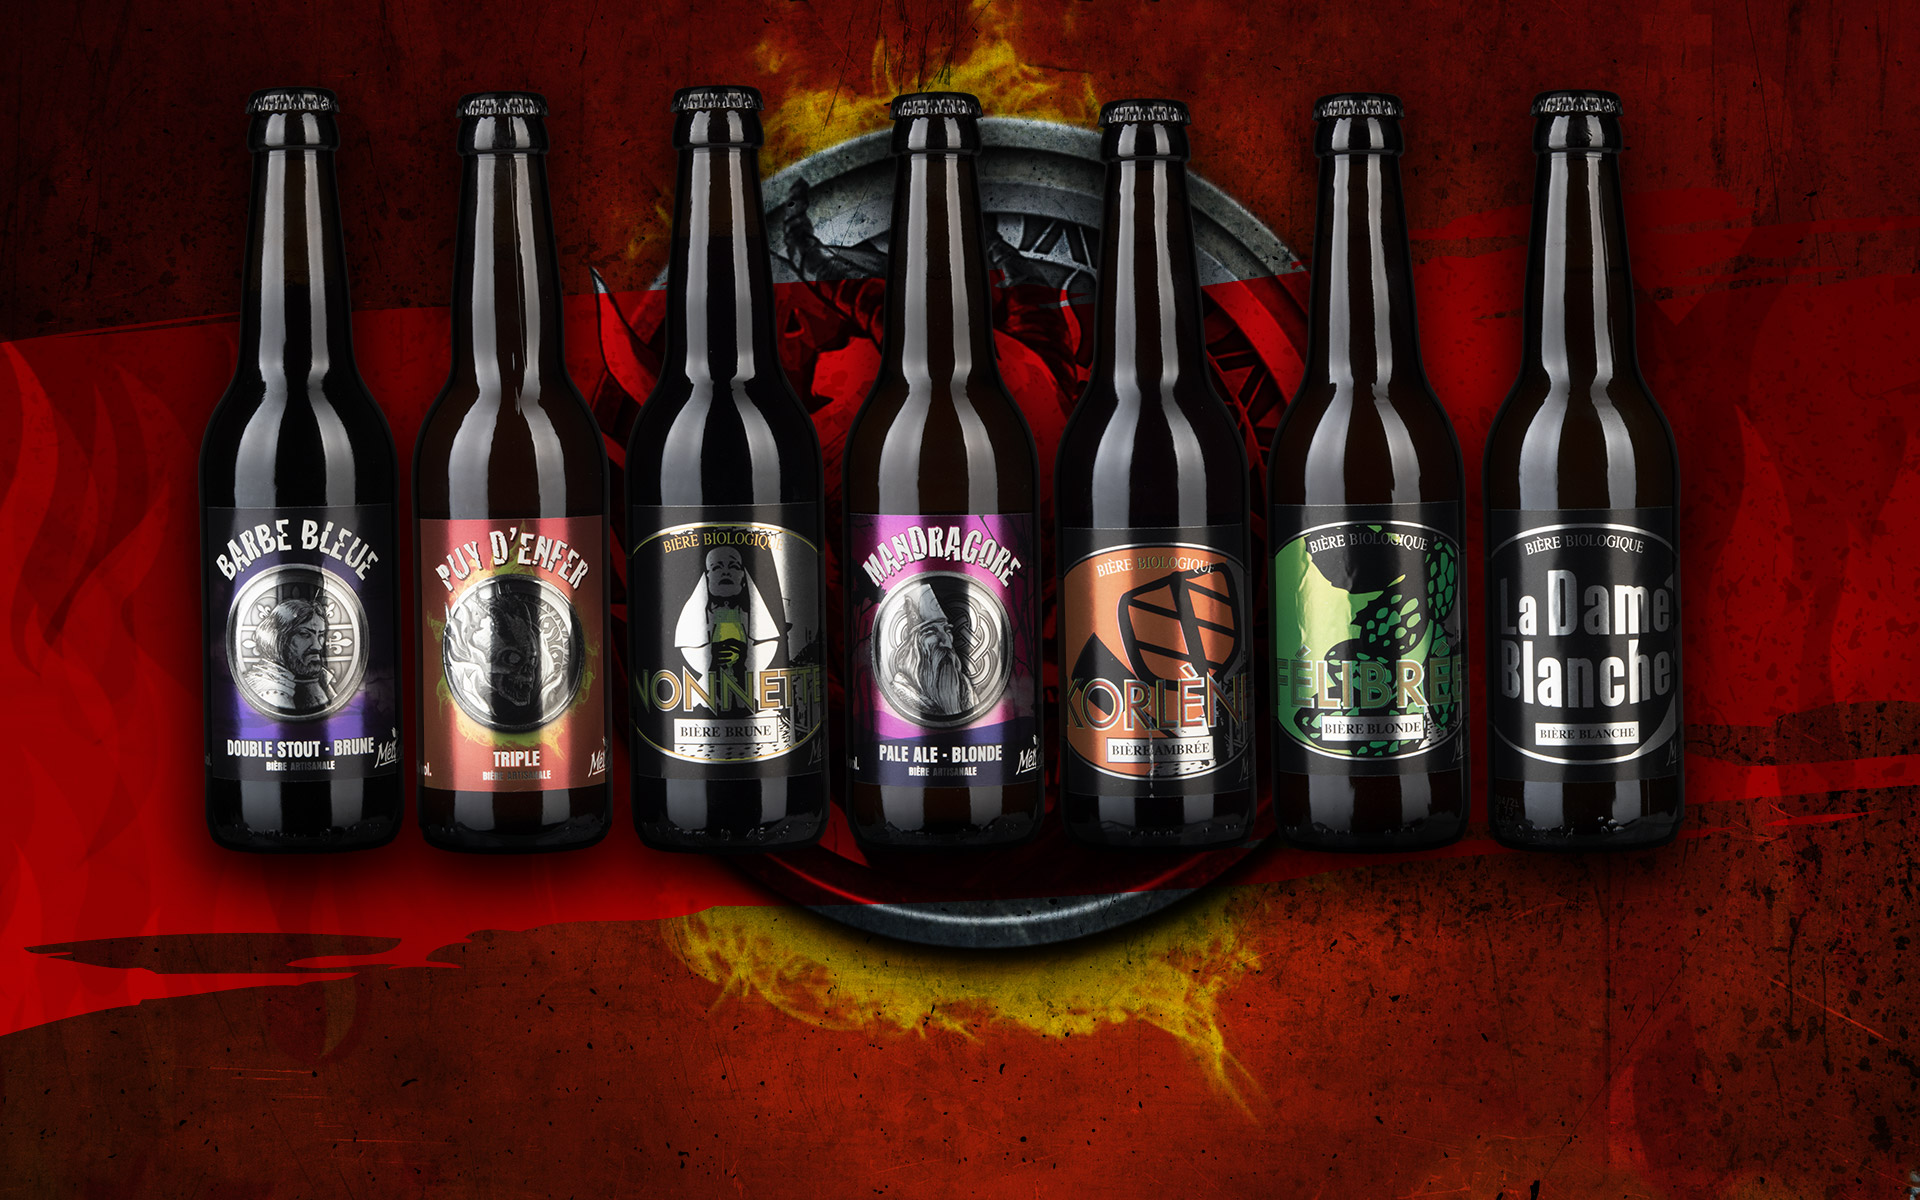 BARBE BLEUE
DOUBLE STOUT - BRUNE
BIÈRE ARTISANALE
PUY D'ENFER
TRIPLE
BIÈRE ARTISANALE
BIÈRE BIOLOGIQUE
NONNETTE
BIÈRE BRUNE
MANDRAGORE
PALE ALE - BLONDE
BIÈRE ARTISANALE
BIÈRE BIOLOGIQUE
KORLÈN
BIÈRE AMBRÉE
BIÈRE BIOLOGIQUE
FÉLIBRÉE
BIÈRE BLONDE
BIÈRE BIOLOGIQUE
La Dame
Blanche
BIÈRE BLANCHE